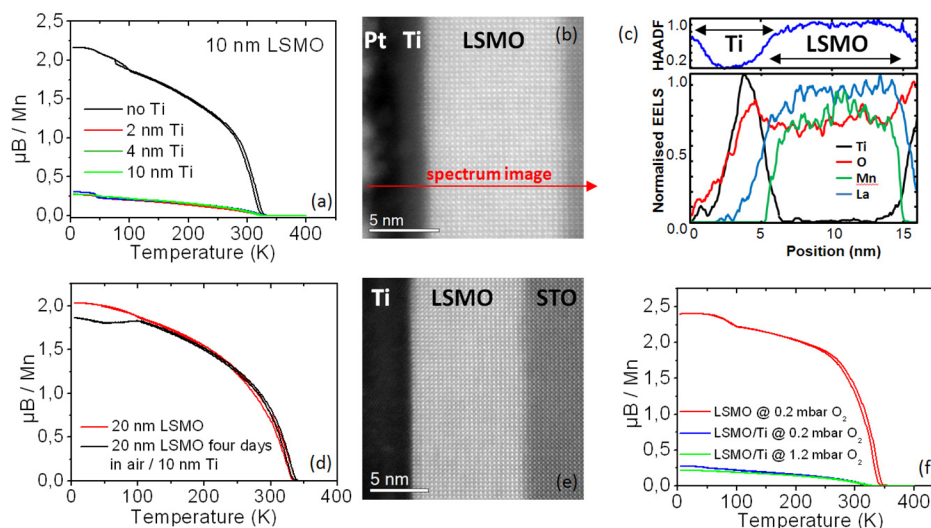 (a)
10 nm LSMO
µB / Mn
2,5
2,0
1,5
1,0
0,5
0,0
no Ti
2 nm Ti
4 nm Ti
10 nm Ti
0 100 200 300 400
Temperature (K)
Pt Ti LSMO (b)
spectrum image
5 nm
(c)
HAADF
1.0
0.2
Ti LSMO
Normalised EELS
1.0
0.0
Ti
O
Mn
La
0 5 10 15
Position (nm)
µB / Mn
2,0
1,5
1,0
0,5
0,0
20 nm LSMO
20 nm LSMO four days
in air / 10 nm Ti
(d)
0 100 200 300 400
Temperature (K)
Ti LSMO STO
5 nm
(e)
µB / Mn
2,5
2,0
1,5
1,0
0,5
0,0
LSMO @ 0.2 mbar O2
LSMO/Ti @ 0.2 mbar O2
LSMO/Ti @ 1.2 mbar O2
(f)
0 100 200 300 400
Temperature (K)